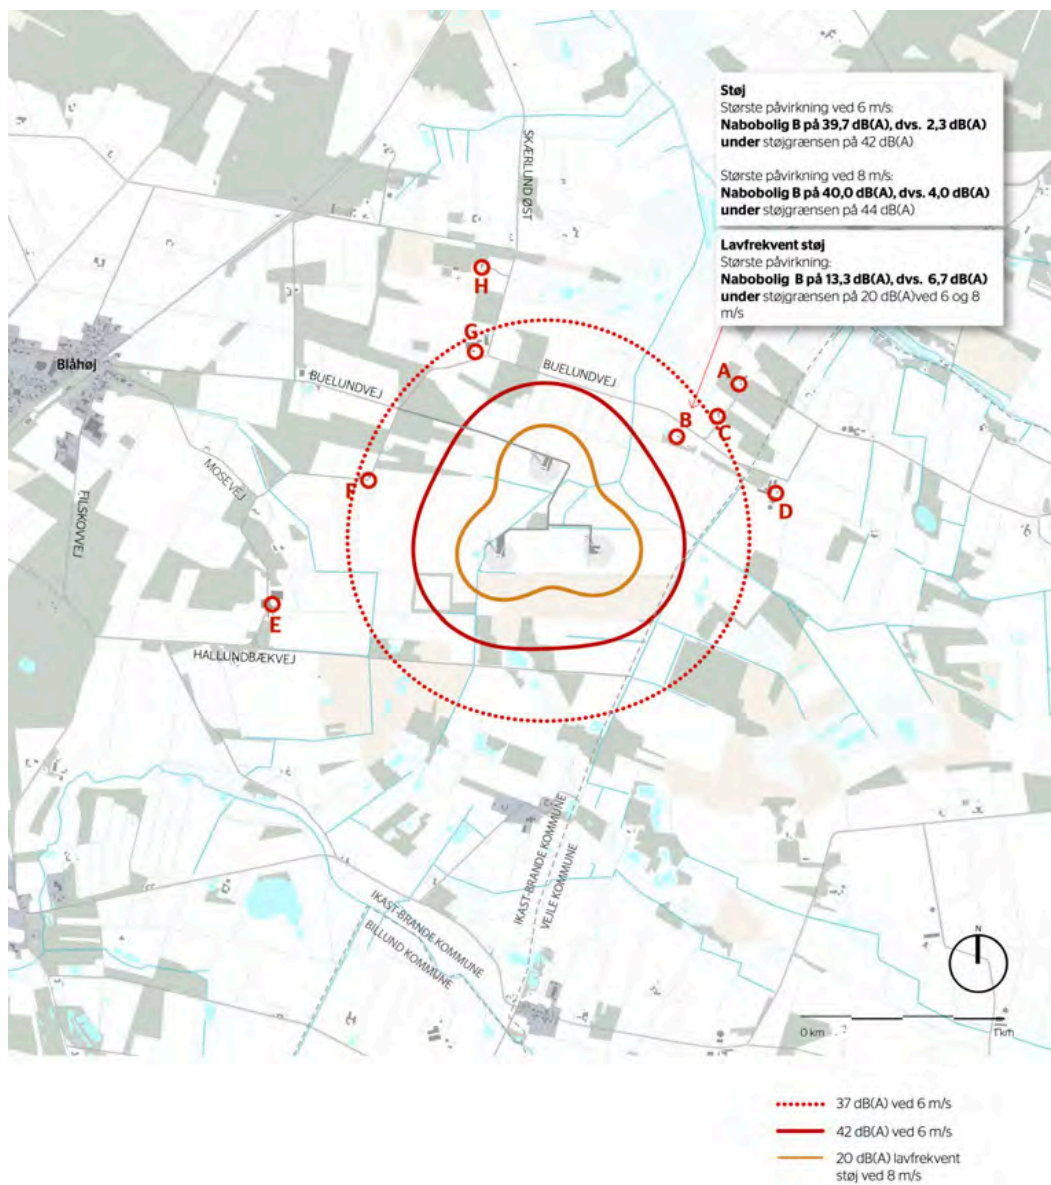 Støj
Største påvirkning ved 6 m/s:
Nabobolig B på 39,7 dB(A), dvs. 2,3 dB(A)
under støjgrænsen på 42 dB(A)
Største påvirkning ved 8 m/s:
Nabobolig B på 40,0 dB(A), dvs. 4,0 dB(A)
under støjgrænsen på 44 dB(A)
Lavfrekvent støj
Største påvirkning:
Nabobolig B på 13,3 dB(A), dvs. 6,7 dB(A)
under støjgrænsen på 20 dB(A)ved 6 og 8
m/s
SKÆRLUND ØST
H
G
Blåhøj
BUELUNDVEJ
BUELUNDVEJ
A
C
B
D
F
MOSEVEJ
FILSKOVVEJ
E
HALLUNDBÆKVEJ
IKAST-BRANDE KOMMUNE
VEJLE KOMMUNE
IKAST-BRANDE KOMMUNE
BILLUND KOMMUNE
N
0 km
1 km
37 dB(A) ved 6 m/s
42 dB(A) ved 6 m/s
20 dB(A) lavfrekvent
støj ved 8 m/s